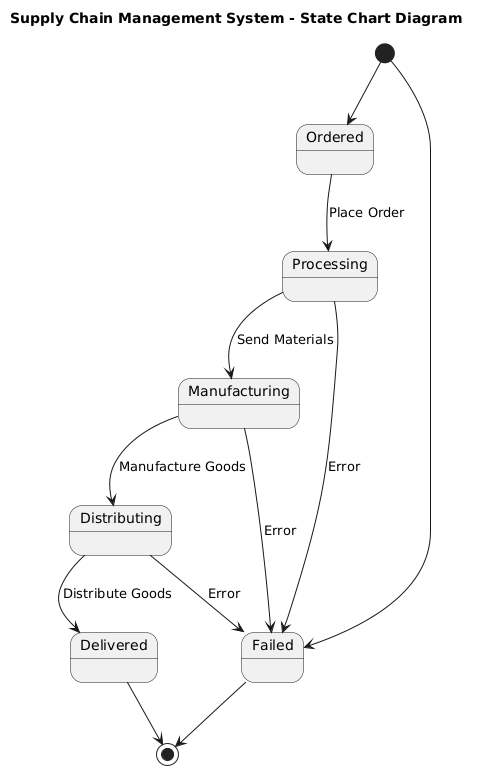 Supply Chain Management System - State Chart Diagram
Ordered
Place Order
Processing
Send Materials
Manufacturing
Manufacture Goods
Error
Distributing
Error
Distribute Goods
Error
Delivered
Failed